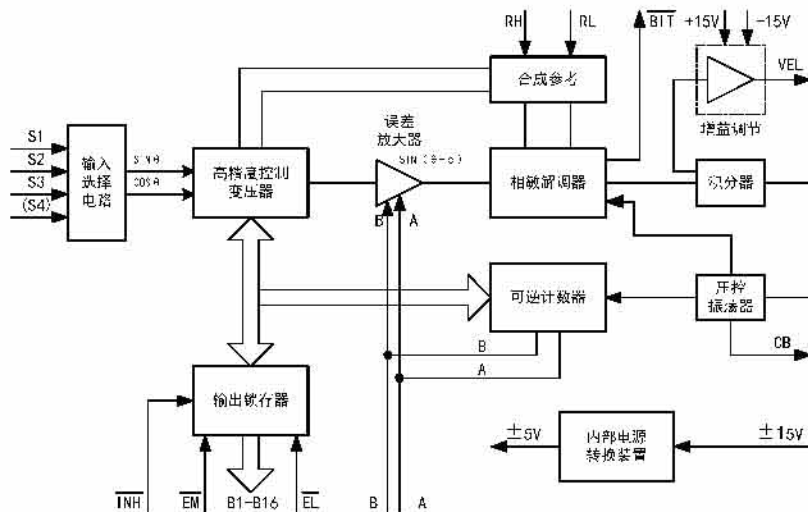 RH
RL
BIT
+15V
-15V
合成参考
VEL
增益调节
误差
放大器
S1
S2
S3
(S4)
输入
选择
电路
SINθ
COSθ
高精度控制
变压器
SIN(θ-φ)
相敏解调器
积分器
B
A
可逆计数器
压控
振荡器
B
A
CB
输出锁存器
±5V
内部电源
转换装置
±15V
INH
EM
B1-B16
EL
B
A